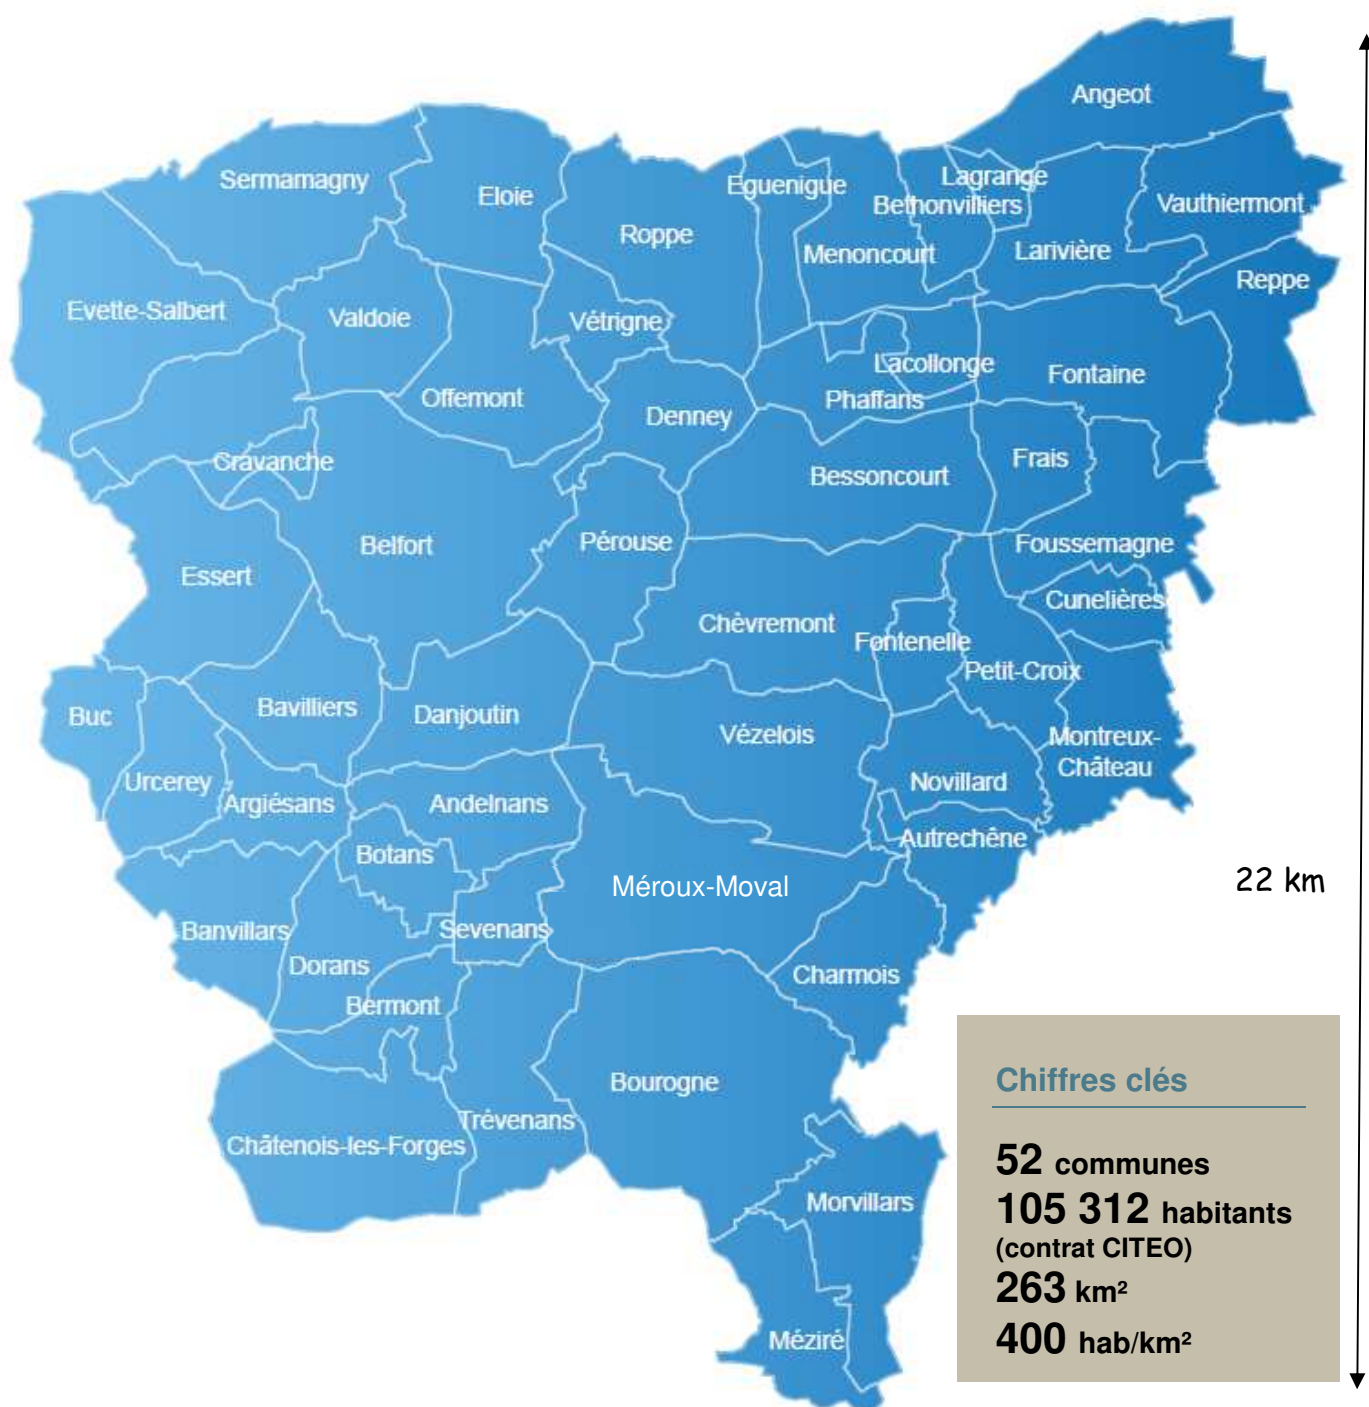 Angeot
Sermamagny
Eloie
Eguenigue
Lagrange
Bethonvilliers
Vauthiermont
Roppe
Menoncourt
Larivière
Reppe
Evette-Salbert
Valdoie
Vétrigne
Lacollonge
Fontaine
Offemont
Phaffans
Denney
Cravanche
Bessoncourt
Frais
Belfort
Pérouse
Foussemagne
Essert
Cunelières
Chèvremont
Fontenelle
Petit-Croix
Buc
Bavilliers
Danjoutin
Vézelois
Montreux-
Château
Urcerey
Argiésans
Andelnans
Novillard
Autrechêne
Botans
Méroux-Moval
22 km
Banvillars
Sevenans
Dorans
Charmois
Bermont
Bourogne
Trévenans
Châtenois-les-Forges
Morvillars
Méziré
Chiffres clés
52 communes
105 312 habitants
(contrat CITEO)
263 km²
400 hab/km²